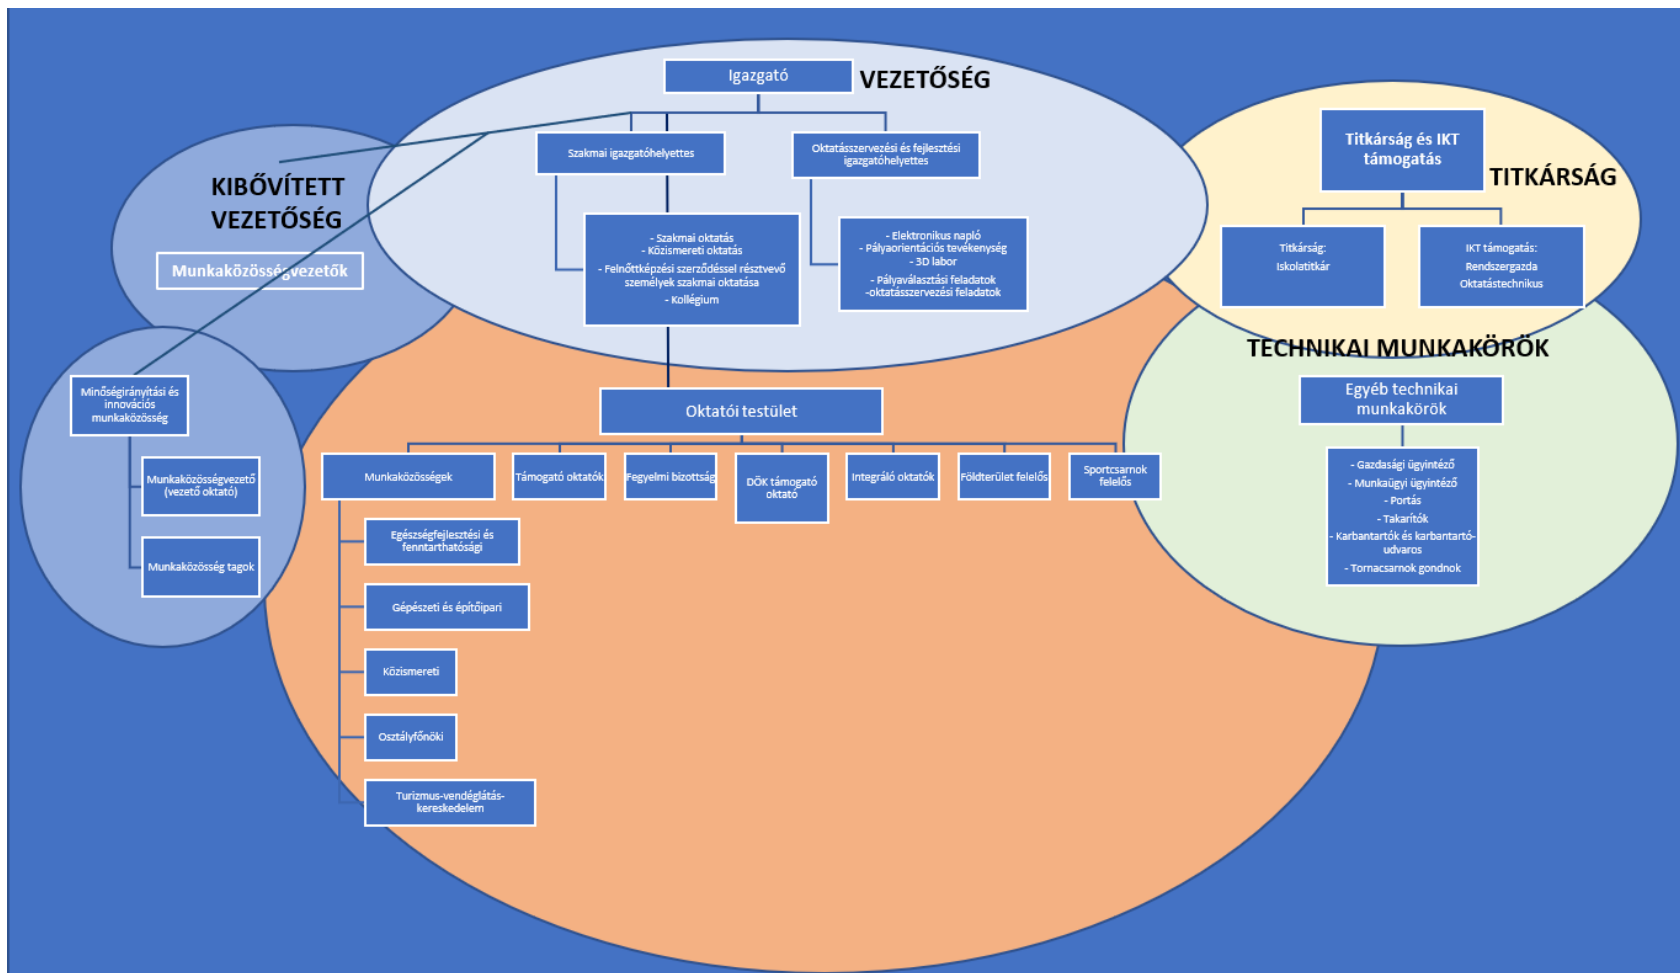 Igazgató
VEZETŐSÉG
Szakmai igazgatóhelyettes
Oktatásszervezési és fejlesztési
igazgatóhelyettes
- Szakmai oktatás
- Közismereti oktatás
- Felnőttképzési szerződéssel résztvevő
személyek szakmai oktatása
- Kollégium
- Elektronikus napló
- Pályaorientációs tevékenység
- 3D labor
- Pályaválasztási feladatok
-oktatásszervezési feladatok
KIBŐVÍTETT
VEZETŐSÉG
Munkaközösségvezetők
Titkárság és IKT
támogatás
TITKÁRSÁG
Titkárság:
Iskolatitkár
IKT támogatás:
Rendszergazda
Oktatástechnikus
TECHNIKAI MUNKAKÖRÖK
Egyéb technikai
munkakörök
- Gazdasági ügyintéző
- Munkaügyi ügyintéző
- Portás
- Takarítók
- Karbantartók és karbantartó-
udvaros
- Tornacsarnok gondnok
Minőségirányítási és
innovációs
munkaközösség
Munkaközösségvezető
(vezető oktató)
Munkaközösség tagok
Oktatói testület
Munkaközösségek
Támogató oktatók
Fegyelmi bizottság
DÖK támogató
oktató
Integráló oktatók
Földterület felelős
Sportcsarnok
felelős
Egészségfejlesztési és
fenntarthatósági
Gépészeti és építőipari
Közismereti
Osztályfőnöki
Turizmus-vendéglátás-
kereskedelem